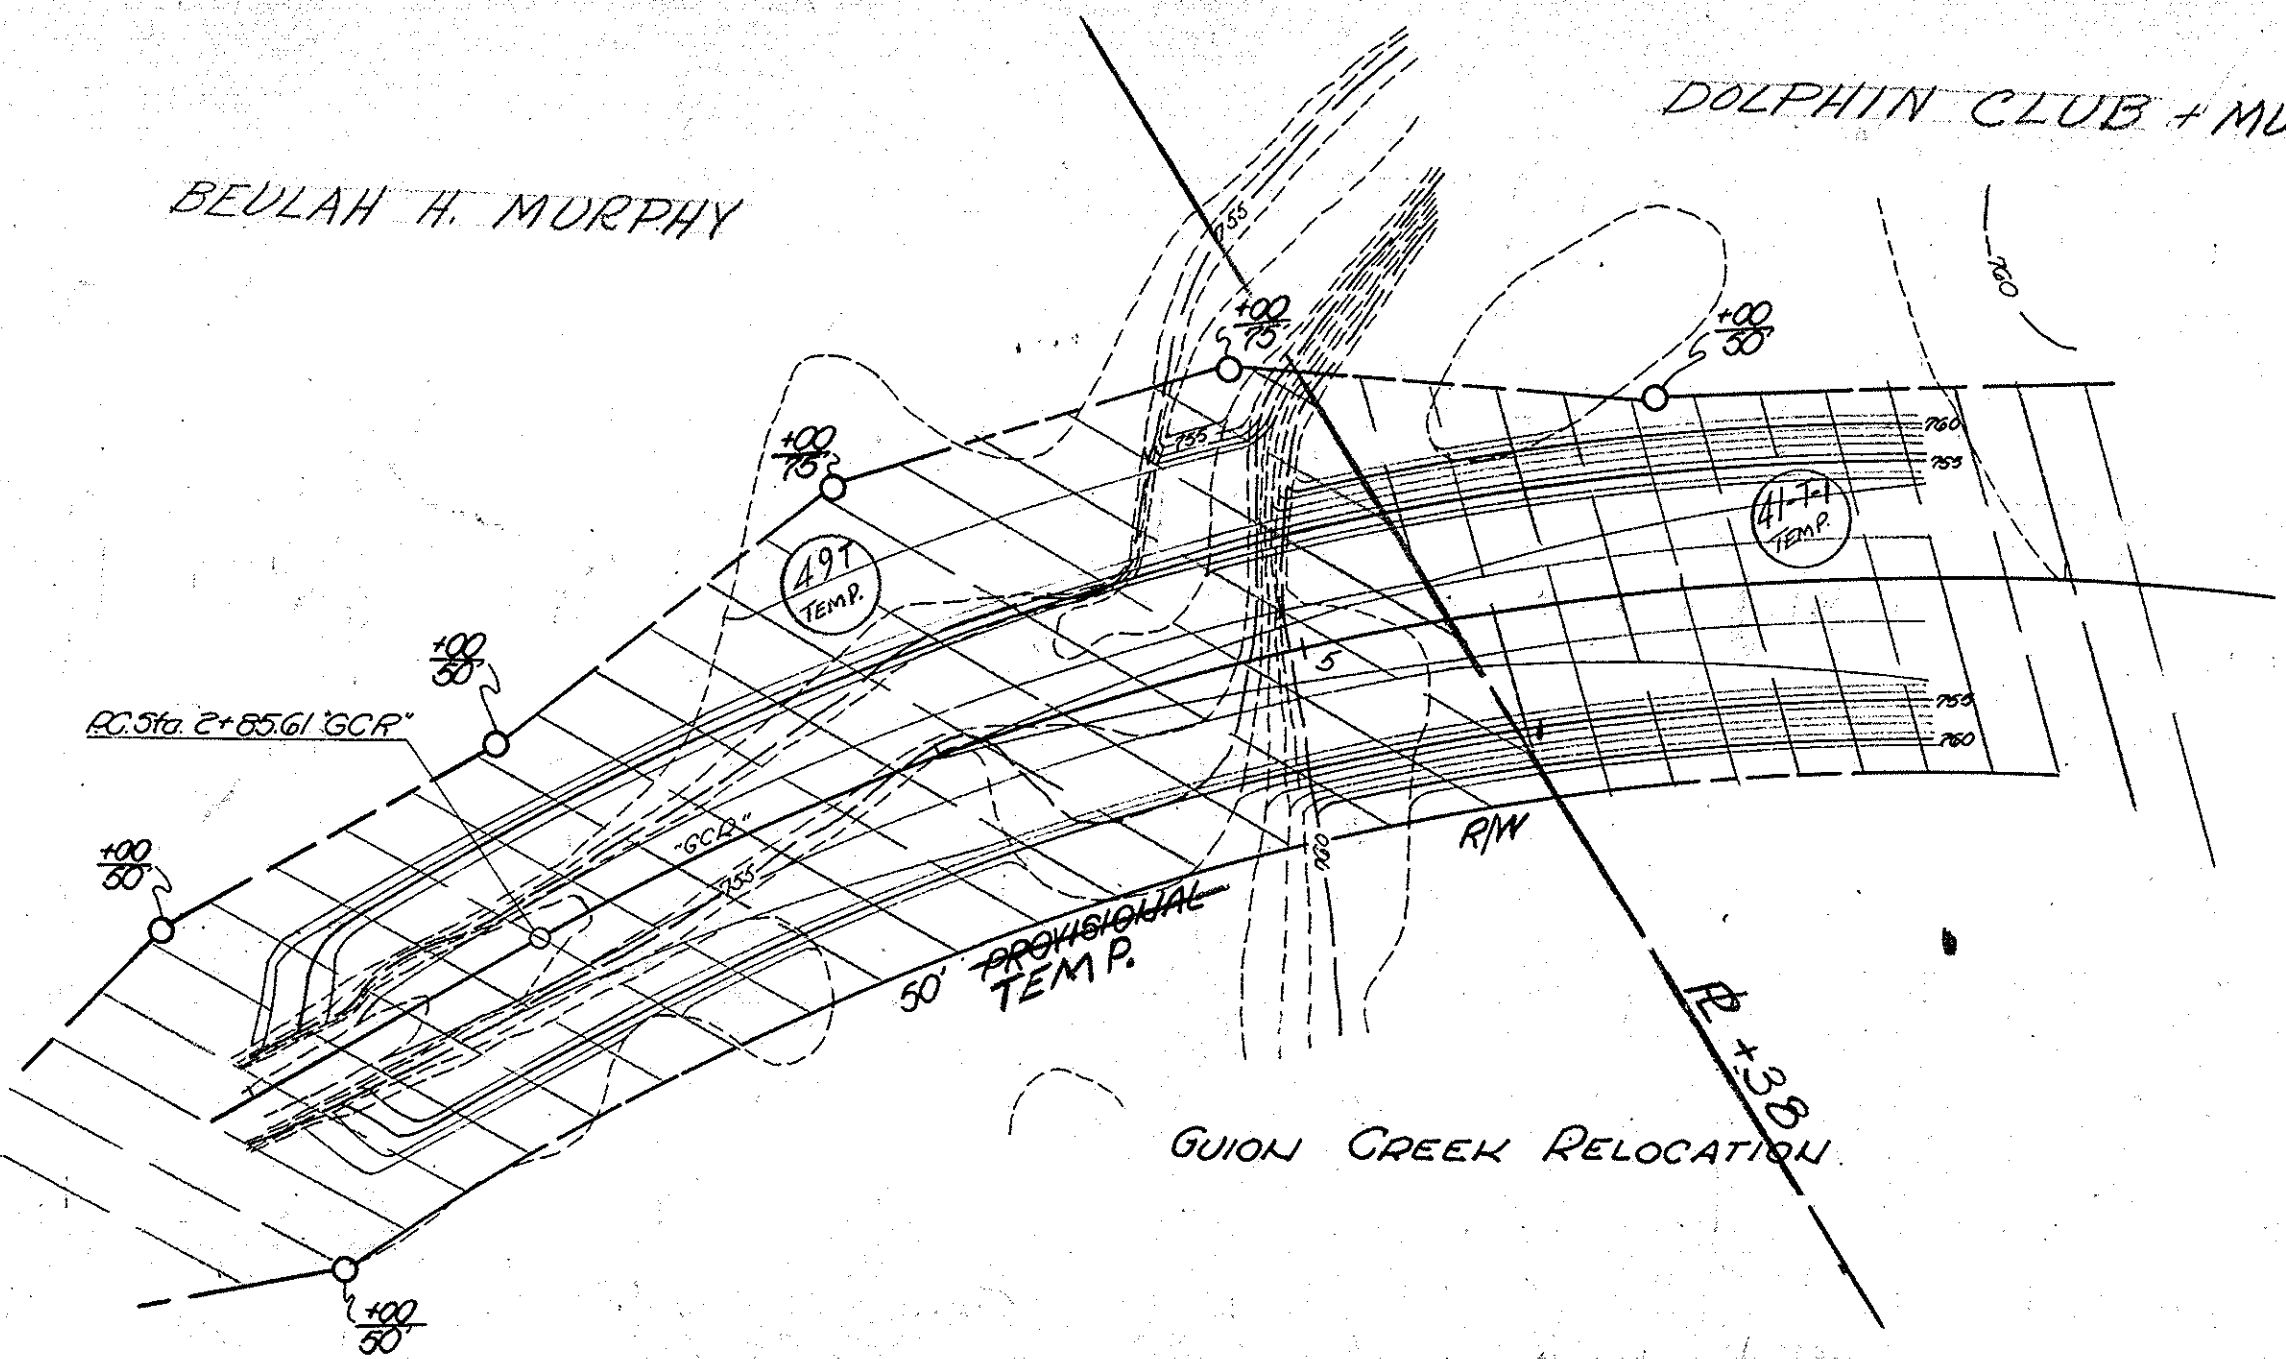 DOLPHIN CLUB + MU
BEULAH H. MURPHY
755
760
+00
75'
+00
50'
+00
75'
755
760
755
49T
TEMP.
41-T-1
TEMP.
+00
50'
5
P.C. Sta. 2+85.61 "GCR"
755
760
"GCR"
R/W
+00
50'
755
760
50' PROVISIONAL
TEMP.
PL +38
GUION CREEK RELOCATION
+00
50'